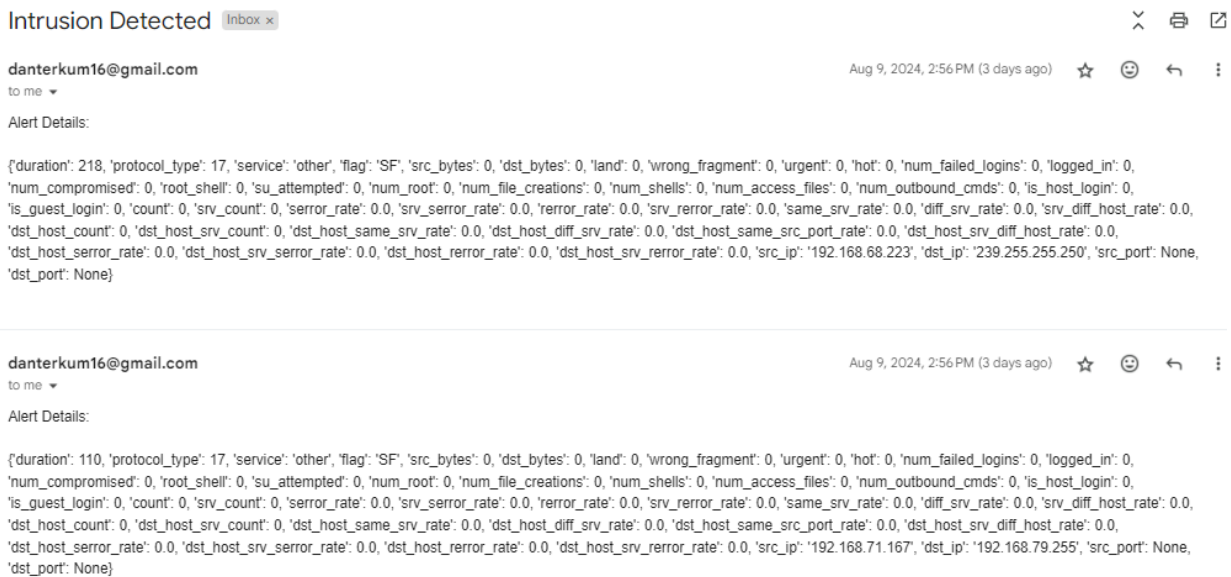 Intrusion Detected Inbox ×
danterkum16@gmail.com Aug 9, 2024, 2:56 PM (3 days ago)
to me
Alert Details:
{'duration': 218, 'protocol_type': 17, 'service': 'other', 'flag': 'SF', 'src_bytes': 0, 'dst_bytes': 0, 'land': 0, 'wrong_fragment': 0, 'urgent': 0, 'hot': 0, 'num_failed_logins': 0, 'logged_in': 0,
'num_compromised': 0, 'root_shell': 0, 'su_attempted': 0, 'num_root': 0, 'num_file_creations': 0, 'num_shells': 0, 'num_access_files': 0, 'num_outbound_cmds': 0, 'is_host_login': 0,
'is_guest_login': 0, 'count': 0, 'srv_count': 0, 'serror_rate': 0.0, 'srv_serror_rate': 0.0, 'rerror_rate': 0.0, 'srv_rerror_rate': 0.0, 'same_srv_rate': 0.0, 'diff_srv_rate': 0.0, 'srv_diff_host_rate': 0.0,
'dst_host_count': 0, 'dst_host_srv_count': 0, 'dst_host_same_srv_rate': 0.0, 'dst_host_diff_srv_rate': 0.0, 'dst_host_same_src_port_rate': 0.0, 'dst_host_srv_diff_host_rate': 0.0,
'dst_host_serror_rate': 0.0, 'dst_host_srv_serror_rate': 0.0, 'dst_host_rerror_rate': 0.0, 'dst_host_srv_rerror_rate': 0.0, 'src_ip': '192.168.68.223', 'dst_ip': '239.255.255.250', 'src_port': None,
'dst_port': None}
danterkum16@gmail.com Aug 9, 2024, 2:56 PM (3 days ago)
to me
Alert Details:
{'duration': 110, 'protocol_type': 17, 'service': 'other', 'flag': 'SF', 'src_bytes': 0, 'dst_bytes': 0, 'land': 0, 'wrong_fragment': 0, 'urgent': 0, 'hot': 0, 'num_failed_logins': 0, 'logged_in': 0,
'num_compromised': 0, 'root_shell': 0, 'su_attempted': 0, 'num_root': 0, 'num_file_creations': 0, 'num_shells': 0, 'num_access_files': 0, 'num_outbound_cmds': 0, 'is_host_login': 0,
'is_guest_login': 0, 'count': 0, 'srv_count': 0, 'serror_rate': 0.0, 'srv_serror_rate': 0.0, 'rerror_rate': 0.0, 'srv_rerror_rate': 0.0, 'same_srv_rate': 0.0, 'diff_srv_rate': 0.0, 'srv_diff_host_rate': 0.0,
'dst_host_count': 0, 'dst_host_srv_count': 0, 'dst_host_same_srv_rate': 0.0, 'dst_host_diff_srv_rate': 0.0, 'dst_host_same_src_port_rate': 0.0, 'dst_host_srv_diff_host_rate': 0.0,
'dst_host_serror_rate': 0.0, 'dst_host_srv_serror_rate': 0.0, 'dst_host_rerror_rate': 0.0, 'dst_host_srv_rerror_rate': 0.0, 'src_ip': '192.168.71.167', 'dst_ip': '192.168.79.255', 'src_port': None,
'dst_port': None}